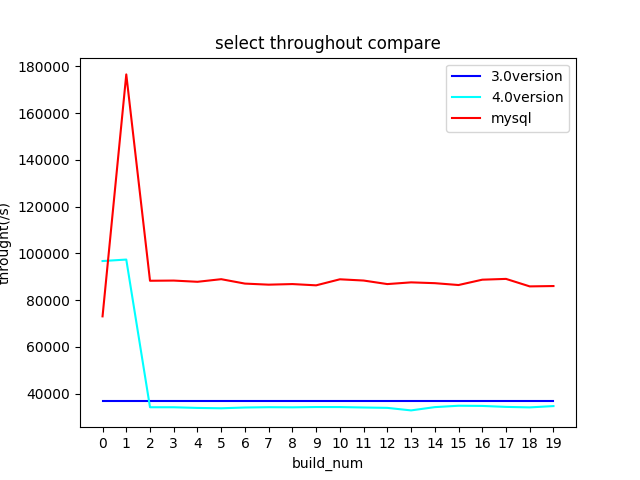 select throughout compare
3.0version
4.0version
mysql
180000
160000
140000
120000
100000
80000
60000
40000
throught(/s)
0 1 2 3 4 5 6 7 8 9 10 11 12 13 14 15 16 17 18 19
build_num